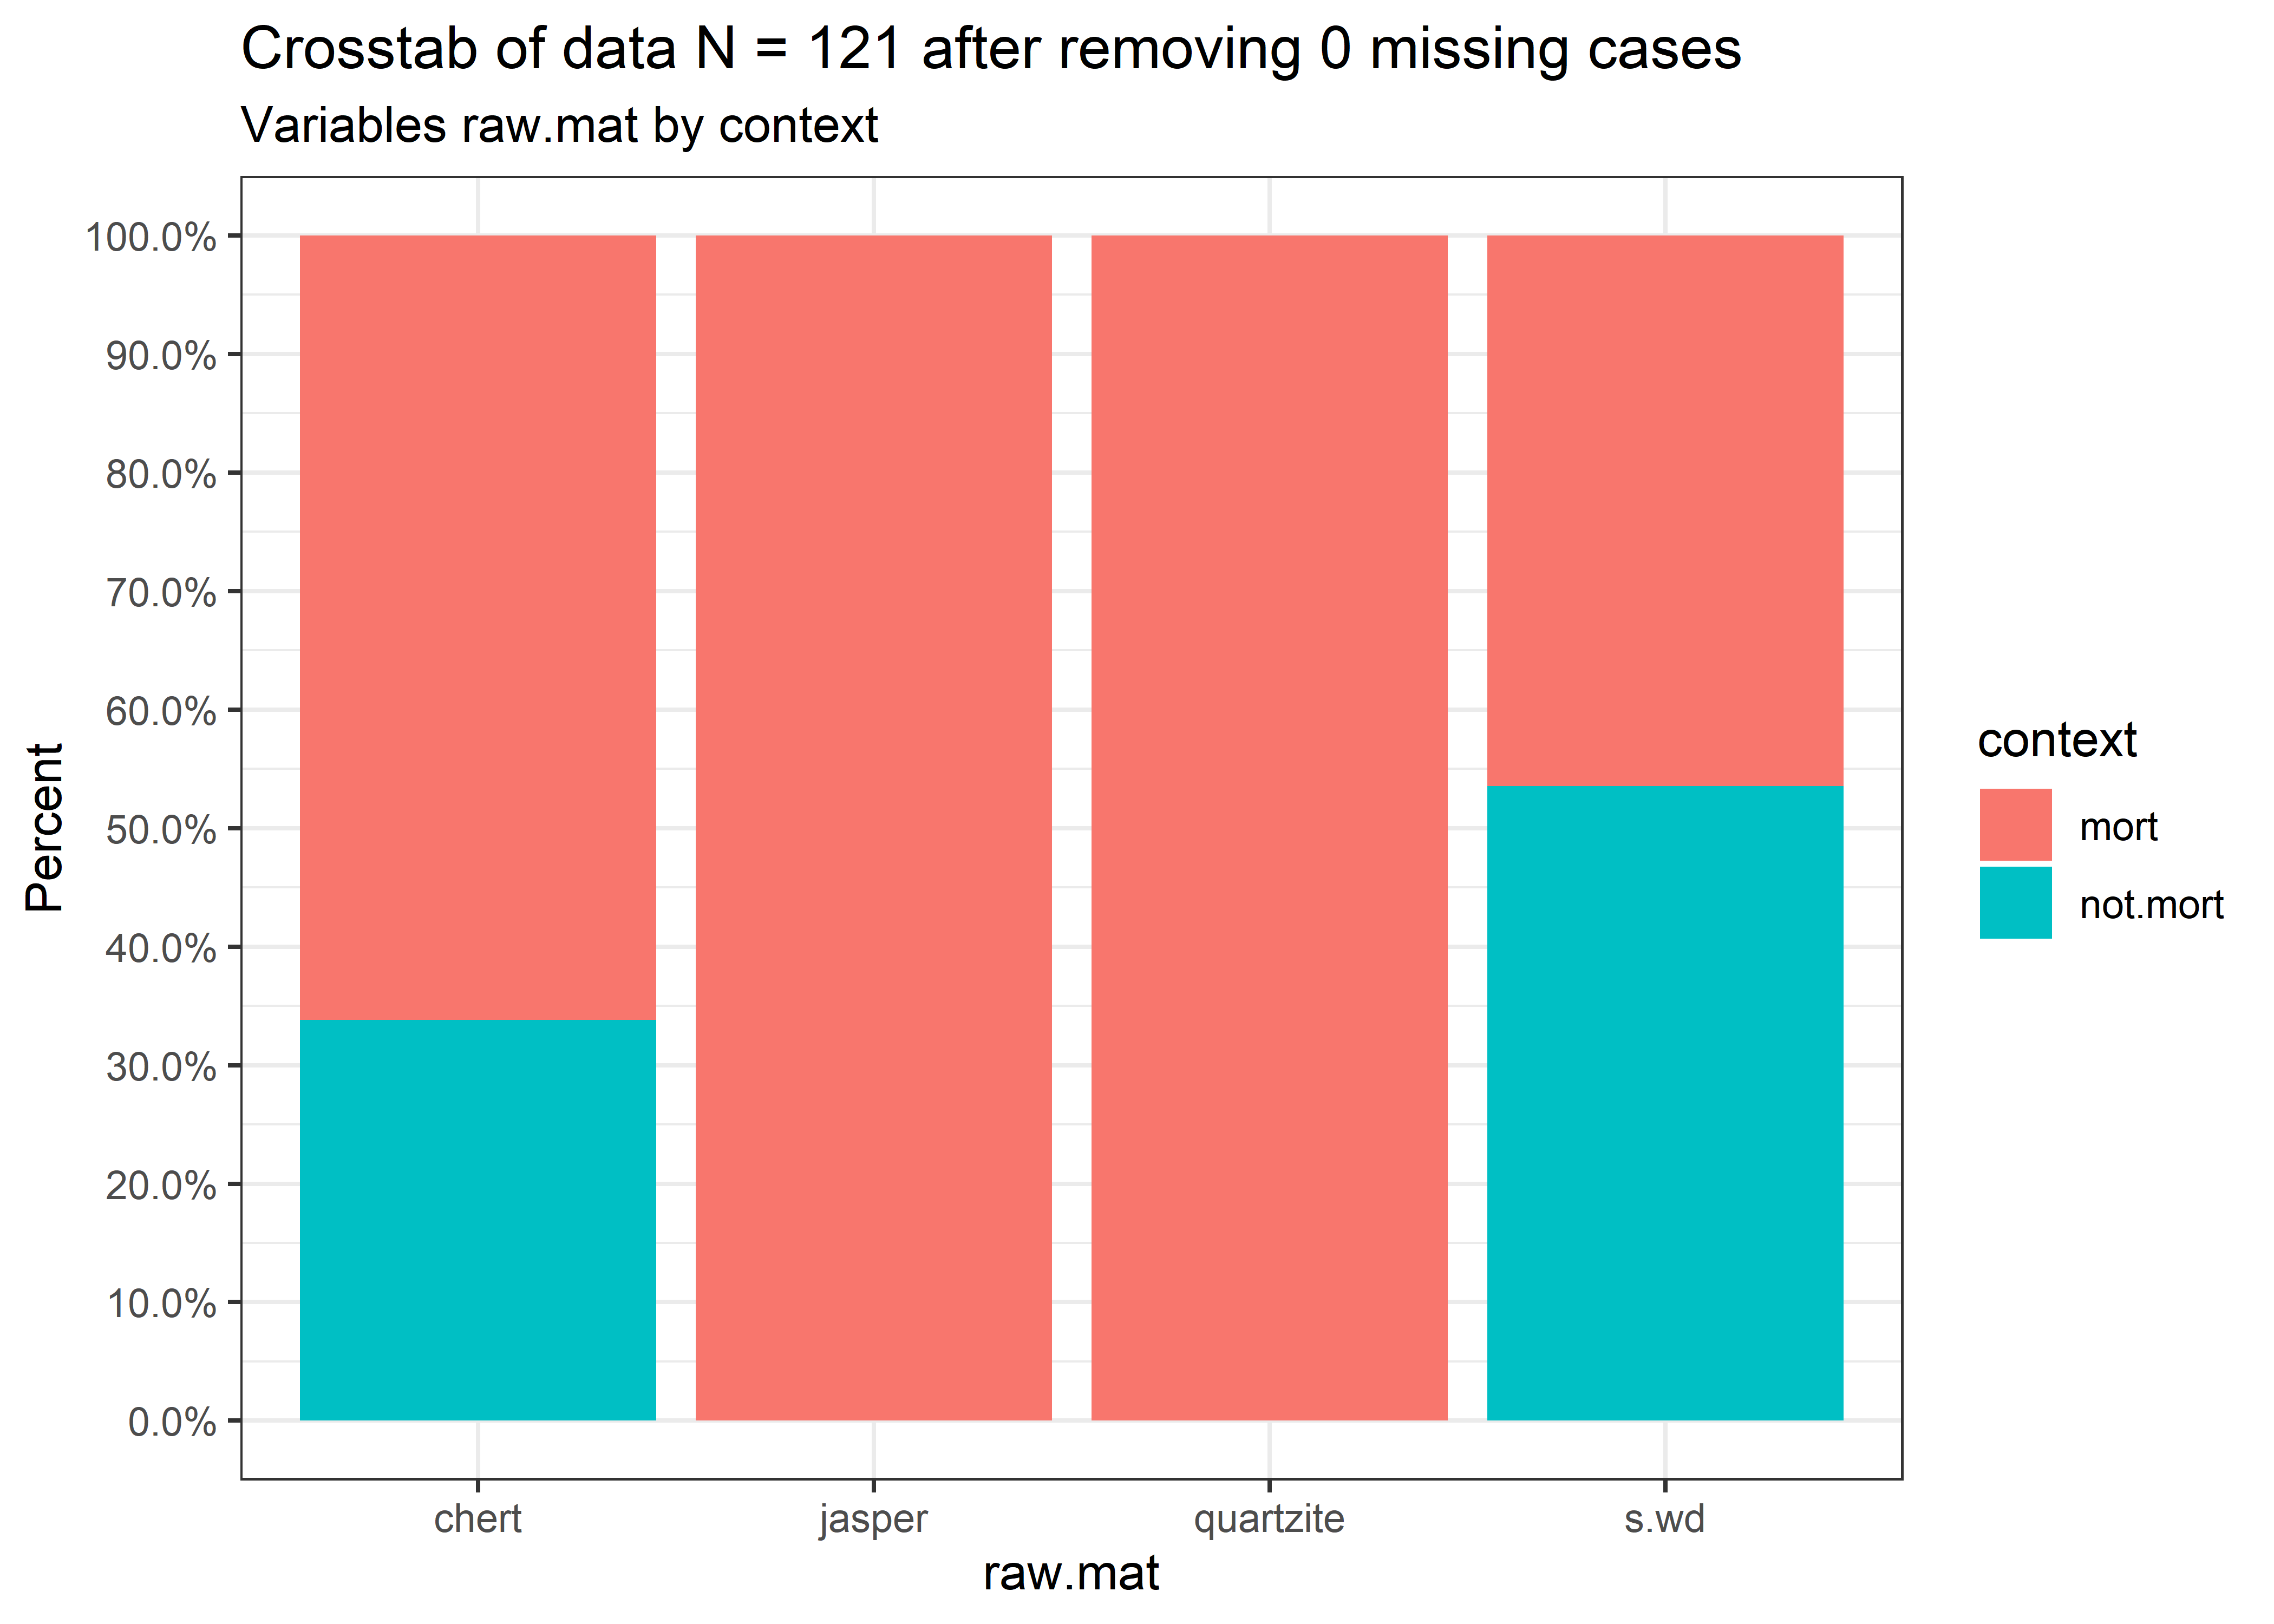 Crosstab of data N = 121 after removing 0 missing cases
Variables raw.mat by context
100.0%
90.0%
80.0%
70.0%
60.0%
50.0%
40.0%
30.0%
20.0%
10.0%
0.0%
Percent
chert
jasper
quartzite
s.wd
raw.mat
context
mort
not.mort